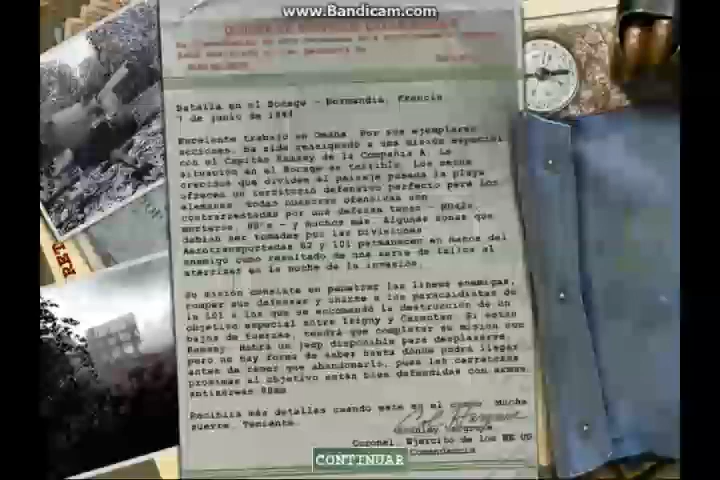 www.Bandicam.com
Batalla en el Bocage - Normandia, Francia
7 de junio de 1944
Excelente trabajo en Omaha. Por sus ejemplares
acciones, ha sido reasignado a una misión especial
con el Capitán Ramsey de la Compañía A. La
situación en el Bocage es terrible. Los setos
crecidos que dividen el paisaje pasada la playa
ofrecen un territorio defensivo perfecto para los
alemanes. Todas nuestras ofensivas son
contrarrestadas por una defensa tenaz - MG42s,
morteros, 88's - y muchos más. Algunas zonas que
debían ser tomadas por las Divisiones
Aerotransportadas 82 y 101 permanecen en manos del
enemigo como resultado de una serie de fallos al
aterrizar en la noche de la invasión.
Su misión consiste en penetrar las líneas enemigas,
romper sus defensas y unirse a los paracaidistas de
la 101 a los que se encomendó la destrucción de un
objetivo especial entre Isigny y Carentan. Si están
bajos de fuerzas, tendrá que completar su misión con
Ramsey. Habrá un jeep disponible para desplazarse,
pero no hay forma de saber hasta dónde podrá llegar
antes de tener que abandonarlo, pues las carreteras
próximas al objetivo están bien defendidas con armas
antiaéreas 88mm
Recibirá más detalles cuando esté en el Mucha
suerte, Teniente.
Stanley Hargrove
Coronel, Ejército de los EE UU
Comandancia
CONTINUAR
RET